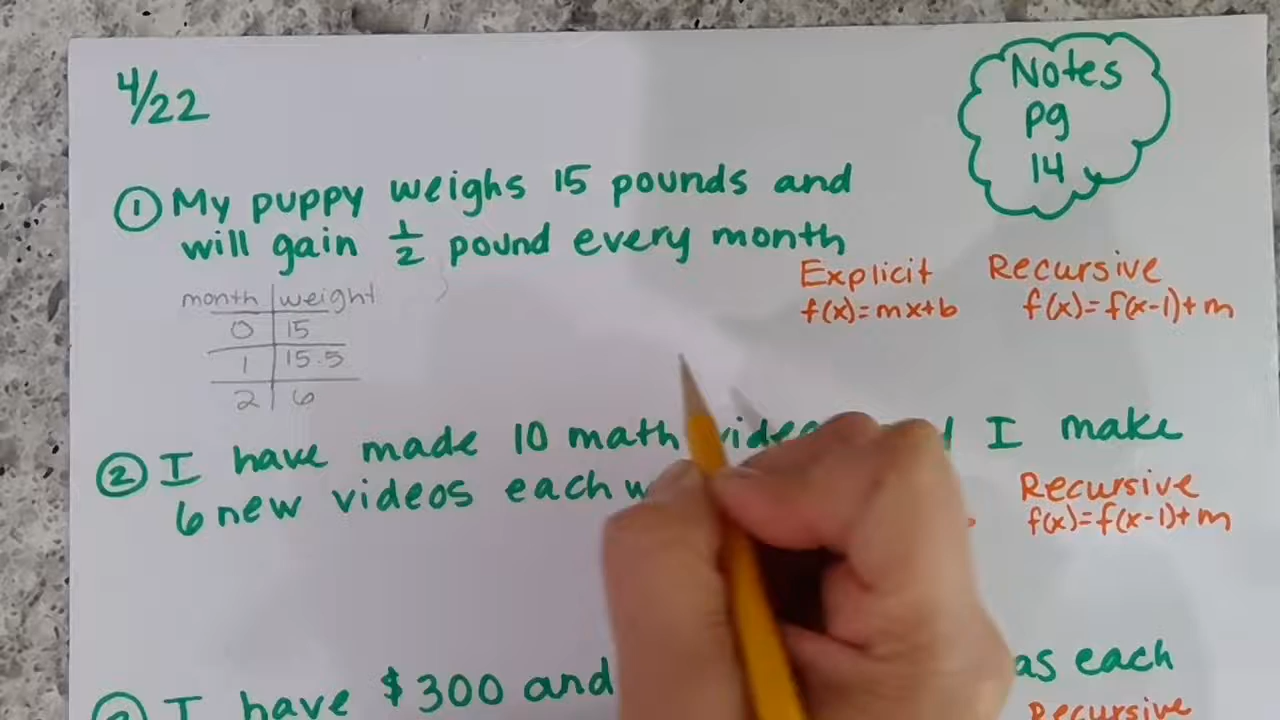 4/22
Notes
pg
14
① My puppy weighs 15 pounds and
will gain 1/2 pound every month
Explicit
f(x)=mx+b
Recursive
f(x)=f(x-1)+m
month weight
0 15
1 15.5
2 6
② I have made 10 math I make
6 new videos each
Recursive
f(x)=f(x-1)+m
I have $300 and as each
Recursive